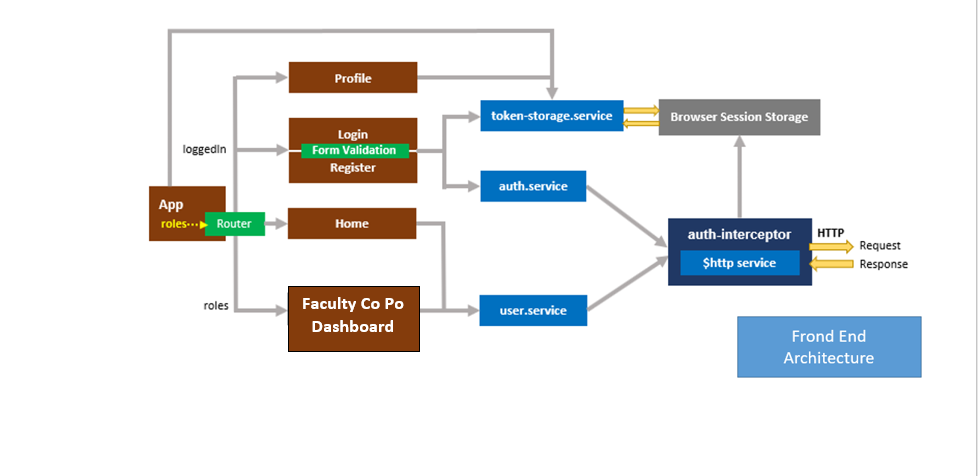 Profile
token-storage.service
Browser Session Storage
Login
Form Validation
Register
loggedIn
auth.service
App
roles
Router
Home
auth-interceptor
$http service
HTTP
Request
Response
roles
Faculty Co Po
Dashboard
user.service
Frond End
Architecture